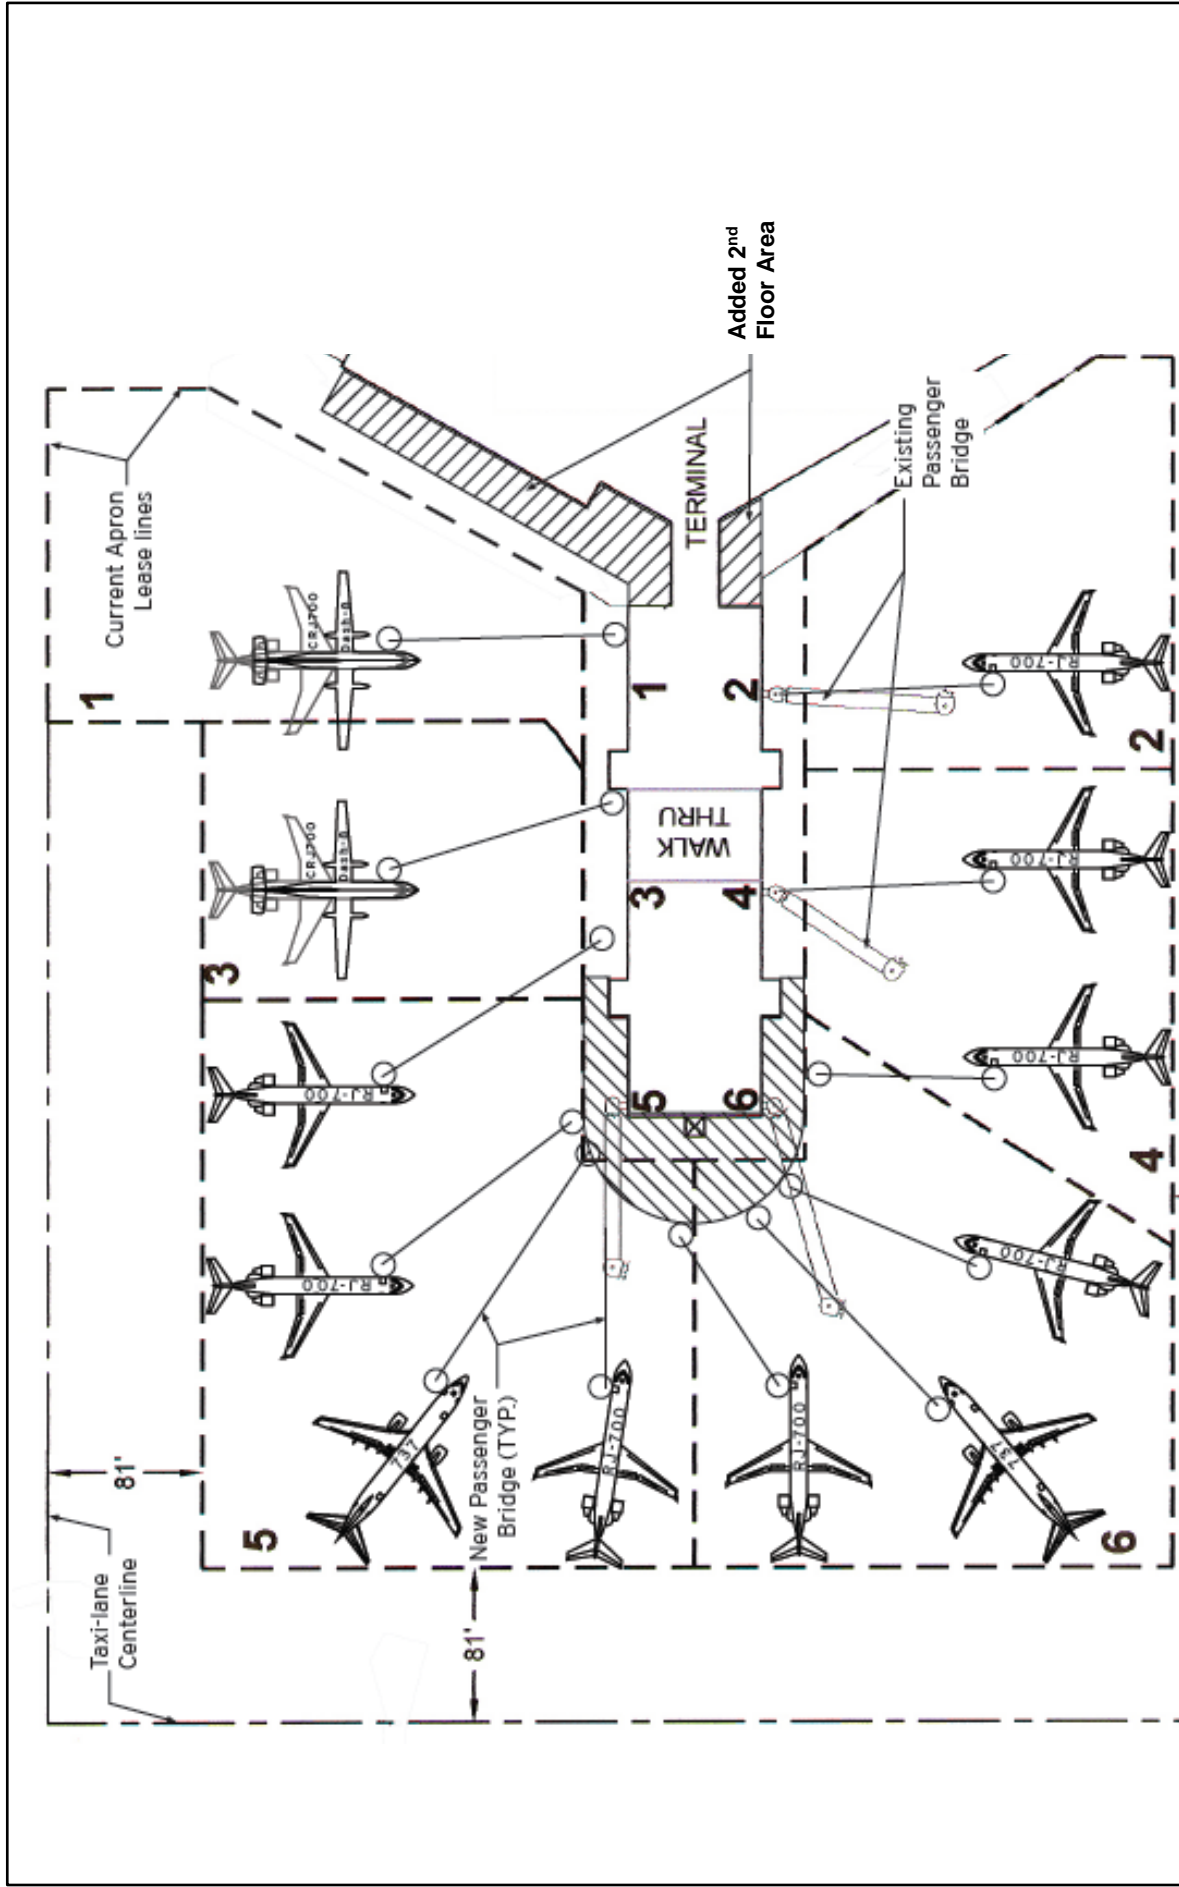 Taxi-lane
Centerline
81'
81'
Current Apron
Lease lines
1
3
5
CRJ700
Dash-8
CRJ700
Dash-8
RJ-700
RJ-700
737
RJ-700
New Passenger
Bridge (TYP.)
1
3
5
2
4
6
WALK
THRU
TERMINAL
Added 2nd
Floor Area
Existing
Passenger
Bridge
RJ-700
737
RJ-700
RJ-700
RJ-700
RJ-700
6
4
2